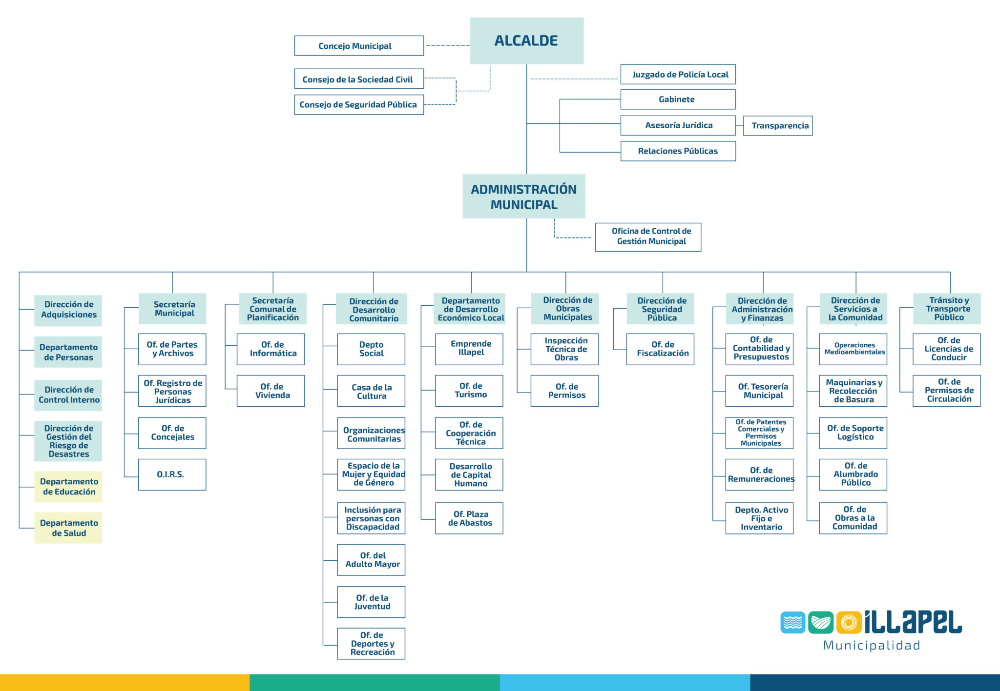 ALCALDE
Concejo Municipal
Consejo de la Sociedad Civil
Consejo de Seguridad Pública
Juzgado de Policía Local
Gabinete
Asesoría Jurídica
Transparencia
Relaciones Públicas
ADMINISTRACIÓN
MUNICIPAL
Oficina de Control de
Gestión Municipal
Dirección de
Adquisiciones
Departamento
de Personas
Dirección de
Control Interno
Dirección de
Gestión del
Riesgo de
Desastres
Departamento
de Educación
Departamento
de Salud
Secretaría
Municipal
Of. de Partes
y Archivos
Of. Registro de
Personas
Jurídicas
Of. de
Concejales
O.I.R.S.
Secretaría
Comunal de
Planificación
Of. de
Informática
Of. de
Vivienda
Dirección de
Desarrollo
Comunitario
Depto
Social
Casa de la
Cultura
Organizaciones
Comunitarias
Espacio de la
Mujer y Equidad
de Género
Inclusión para
personas con
Discapacidad
Of. del
Adulto Mayor
Of. de la
Juventud
Of. de
Deportes y
Recreación
Departamento
de Desarrollo
Económico Local
Emprende
Illapel
Of. de
Turismo
Of. de
Cooperación
Técnica
Desarrollo
de Capital
Humano
Of. Plaza
de Abastos
Dirección de
Obras
Municipales
Inspección
Técnica de
Obras
Of. de
Permisos
Dirección de
Seguridad
Pública
Of. de
Fiscalización
Dirección de
Administración
y Finanzas
Of. de
Contabilidad y
Presupuestos
Of. Tesorería
Municipal
Of. de Patentes
Comerciales y
Permisos
Municipales
Of. de
Remuneraciones
Depto. Activo
Fijo e
Inventario
Dirección de
Servicios a
la Comunidad
Operaciones
Medioambientales
Maquinarias y
Recolección
de Basura
Of. de Soporte
Logístico
Of. de
Alumbrado
Público
Of. de
Obras a la
Comunidad
Tránsito y
Transporte
Público
Of. de
Licencias de
Conducir
Of. de
Permisos de
Circulación
ILLAPEL
Municipalidad